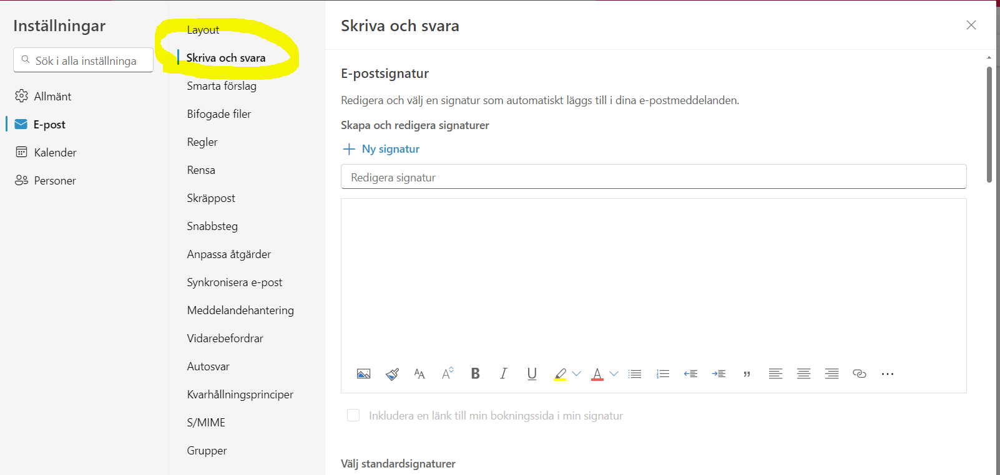 Inställningar
Sök i alla inställninga
Allmänt
E-post
Kalender
Personer
Layout
Skriva och svara
Smarta förslag
Bifogade filer
Regler
Rensa
Skräppost
Snabbsteg
Anpassa åtgärder
Synkronisera e-post
Meddelandehantering
Vidarebefordrar
Autosvar
Kvarhållningsprinciper
S/MIME
Grupper
Skriva och svara
E-postsignatur
Redigera och välj en signatur som automatiskt läggs till i dina e-postmeddelanden.
Skapa och redigera signaturer
Ny signatur
Redigera signatur
Inkludera en länk till min bokningssida i min signatur
Välj standardsignaturer